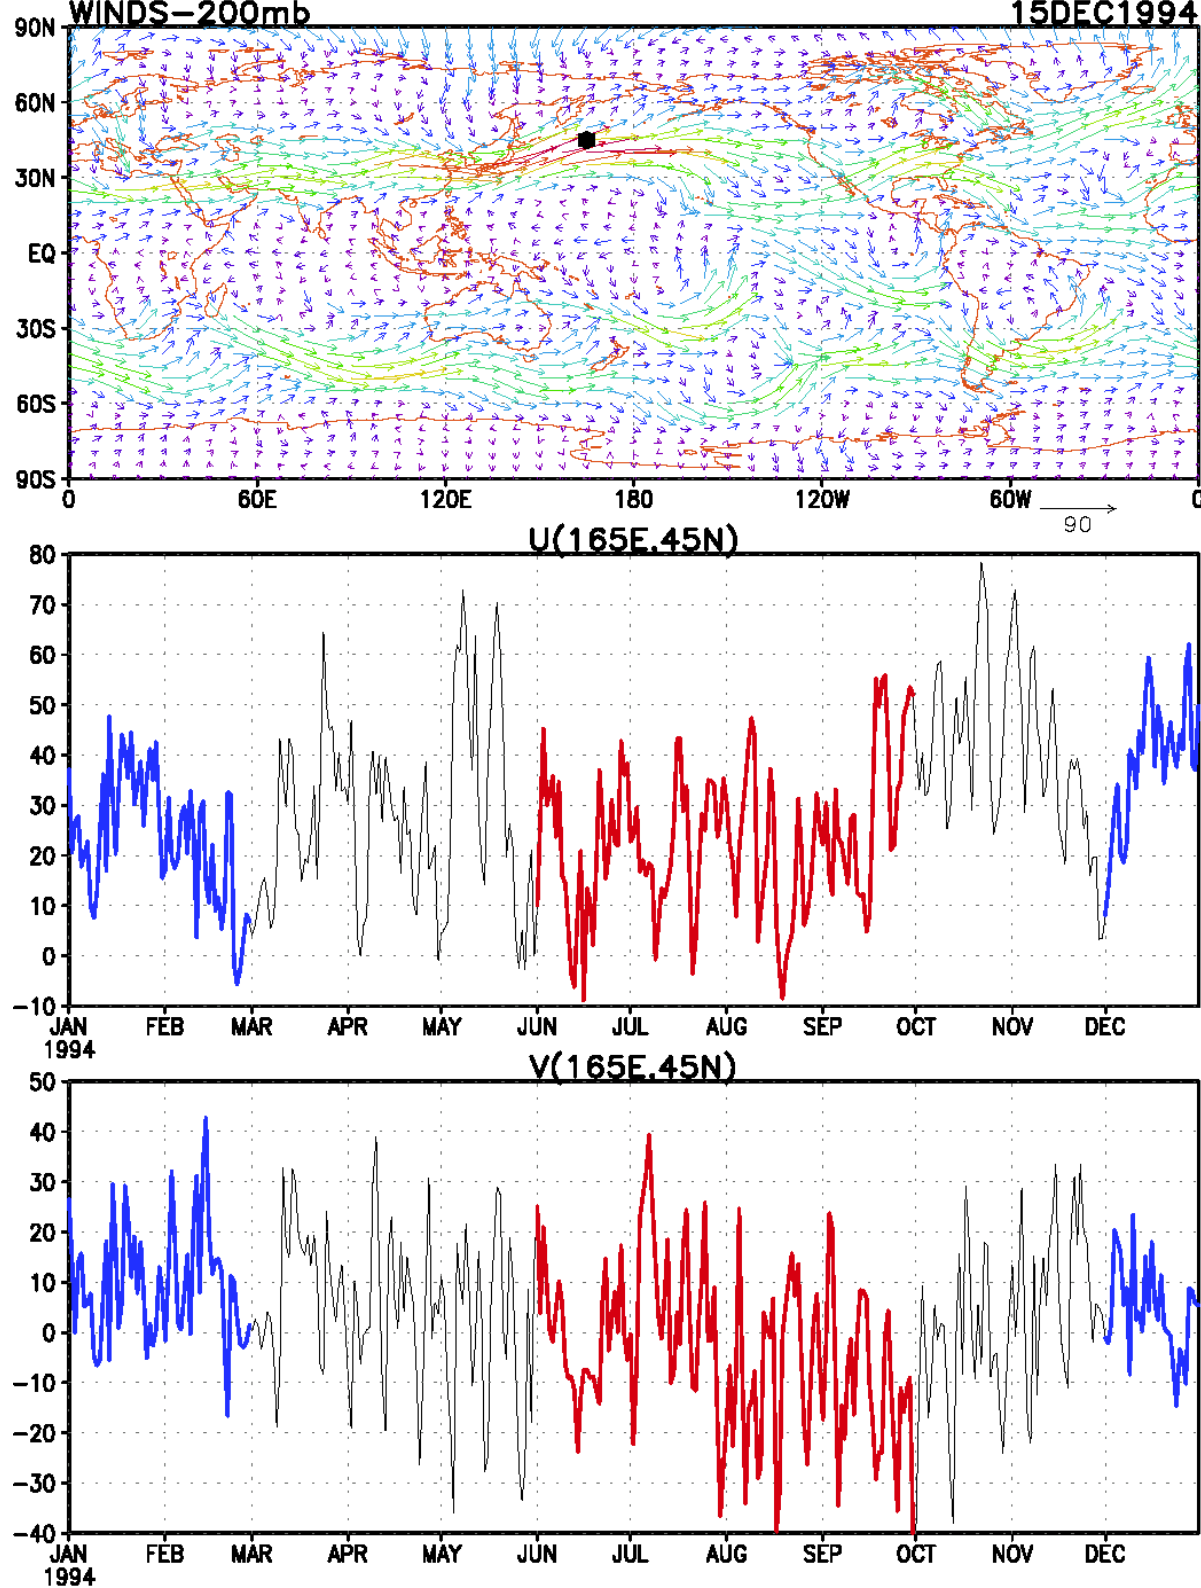 WINDS-200mb 15DEC1994
90N
60N
30N
EQ
30S
60S
90S
0 60E 120E 180 120W 60W 0
90
U(165E,45N)
80
70
60
50
40
30
20
10
0
-10
JAN FEB MAR APR MAY JUN JUL AUG SEP OCT NOV DEC
1994
V(165E,45N)
50
40
30
20
10
0
-10
-20
-30
-40
JAN FEB MAR APR MAY JUN JUL AUG SEP OCT NOV DEC
1994